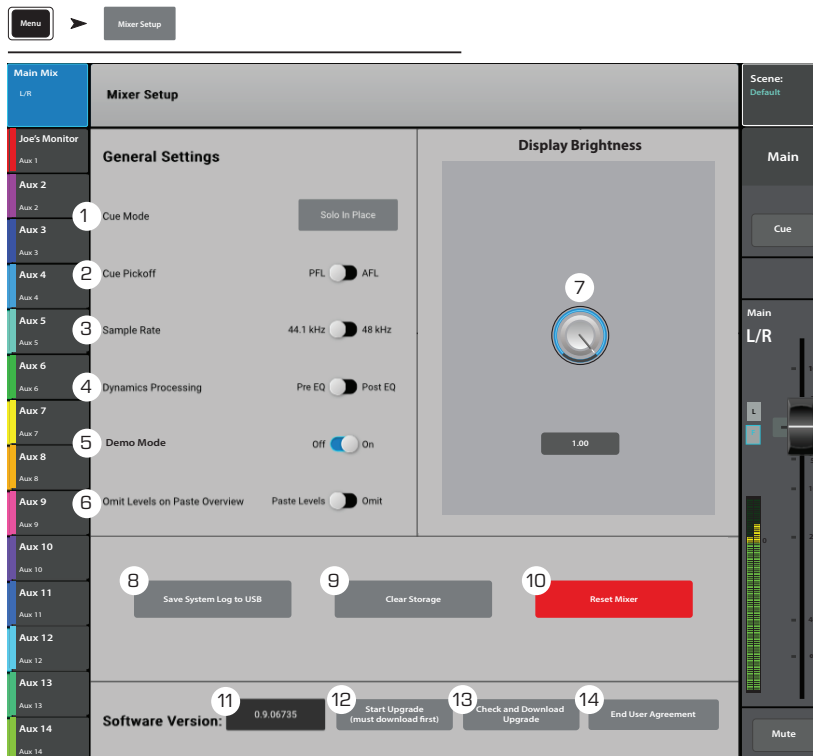 Menu
Mixer Setup
Main Mix
L/R
Mixer Setup
Scene:
Default
Joe's Monitor
Aux 1
Aux 2
Aux 2
Aux 3
Aux 3
Aux 4
Aux 4
Aux 5
Aux 5
Aux 6
Aux 6
Aux 7
Aux 7
Aux 8
Aux 8
Aux 9
Aux 9
Aux 10
Aux 10
Aux 11
Aux 11
Aux 12
Aux 12
Aux 13
Aux 13
Aux 14
Aux 14
General Settings
1 Cue Mode Solo In Place
2 Cue Pickoff PFL AFL
3 Sample Rate 44.1 kHz 48 kHz
4 Dynamics Processing Pre EQ Post EQ
5 Demo Mode Off On
6 Omit Levels on Paste Overview Paste Levels Omit
Display Brightness
7
1.00
8 Save System Log to USB
9 Clear Storage
10 Reset Mixer
Software Version:
11 0.9.06735
12 Start Upgrade
(must download first)
13 Check and Download
Upgrade
14 End User Agreement
Main
Cue
Main
L/R
L
0
Mute